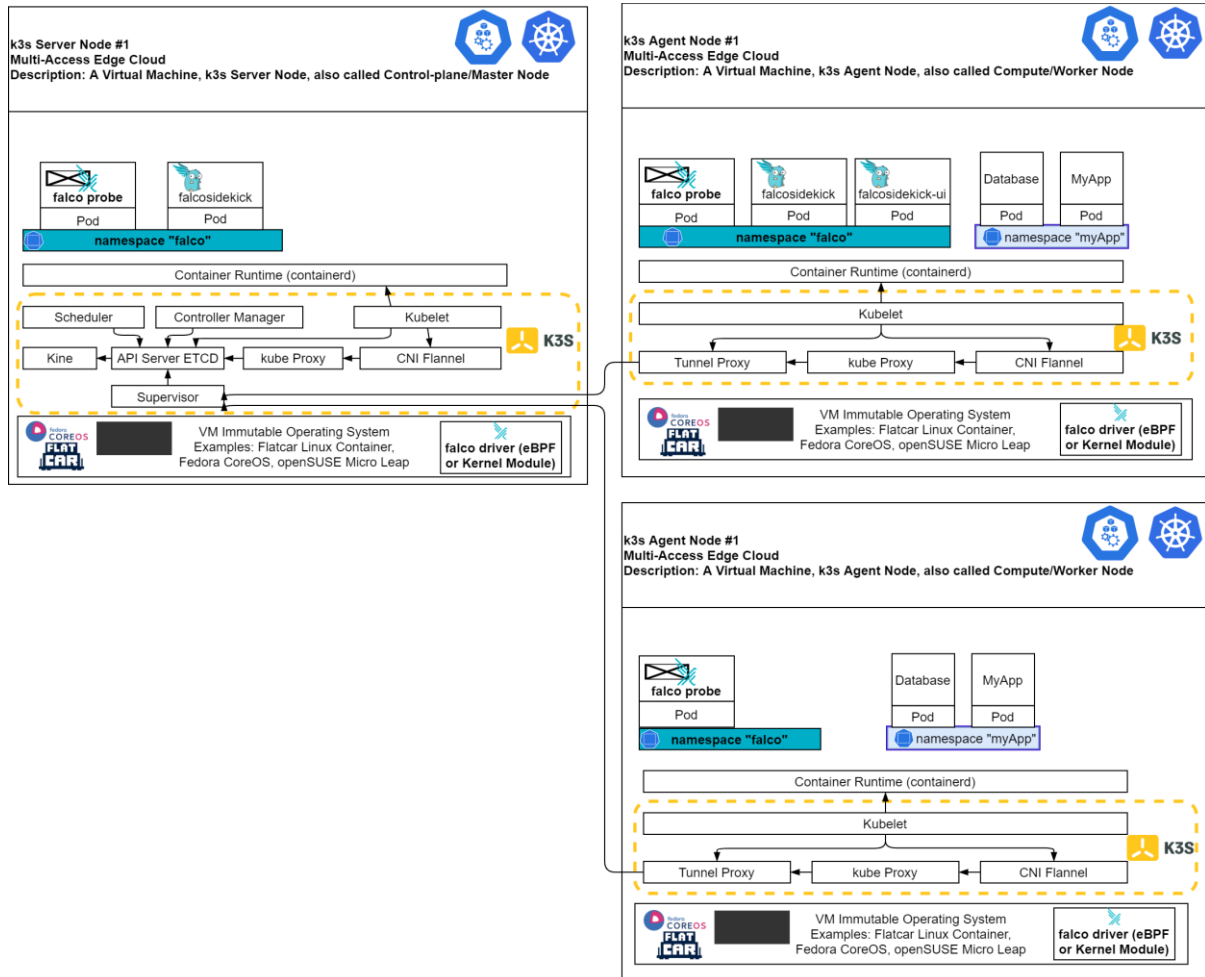 k3s Server Node #1
Multi-Access Edge Cloud
Description: A Virtual Machine, k3s Server Node, also called Control-plane/Master Node
falco probe
Pod
falcosidekick
Pod
namespace "falco"
Container Runtime (containerd)
Scheduler
Controller Manager
Kubelet
K3S
Kine
API Server ETCD
kube Proxy
CNI Flannel
Supervisor
fedora
COREOS
FLAT
CAR
VM Immutable Operating System
Examples: Flatcar Linux Container,
Fedora CoreOS, openSUSE Micro Leap
falco driver (eBPF
or Kernel Module)
k3s Agent Node #1
Multi-Access Edge Cloud
Description: A Virtual Machine, k3s Agent Node, also called Compute/Worker Node
falco probe
Pod
falcosidekick
Pod
falcosidekick-ui
Pod
namespace "falco"
Database
Pod
MyApp
Pod
namespace "myApp"
Container Runtime (containerd)
Kubelet
K3S
Tunnel Proxy
kube Proxy
CNI Flannel
fedora
COREOS
FLAT
CAR
VM Immutable Operating System
Examples: Flatcar Linux Container,
Fedora CoreOS, openSUSE Micro Leap
falco driver (eBPF
or Kernel Module)
k3s Agent Node #1
Multi-Access Edge Cloud
Description: A Virtual Machine, k3s Agent Node, also called Compute/Worker Node
falco probe
Pod
namespace "falco"
Database
Pod
MyApp
Pod
namespace "myApp"
Container Runtime (containerd)
Kubelet
K3S
Tunnel Proxy
kube Proxy
CNI Flannel
fedora
COREOS
FLAT
CAR
VM Immutable Operating System
Examples: Flatcar Linux Container,
Fedora CoreOS, openSUSE Micro Leap
falco driver (eBPF
or Kernel Module)